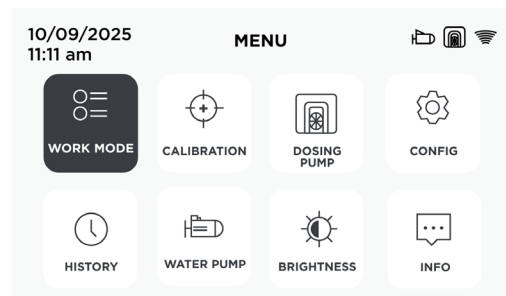 10/09/2025
11:11 am
MENU
WORK MODE
CALIBRATION
DOSING
PUMP
CONFIG
HISTORY
WATER PUMP
BRIGHTNESS
INFO